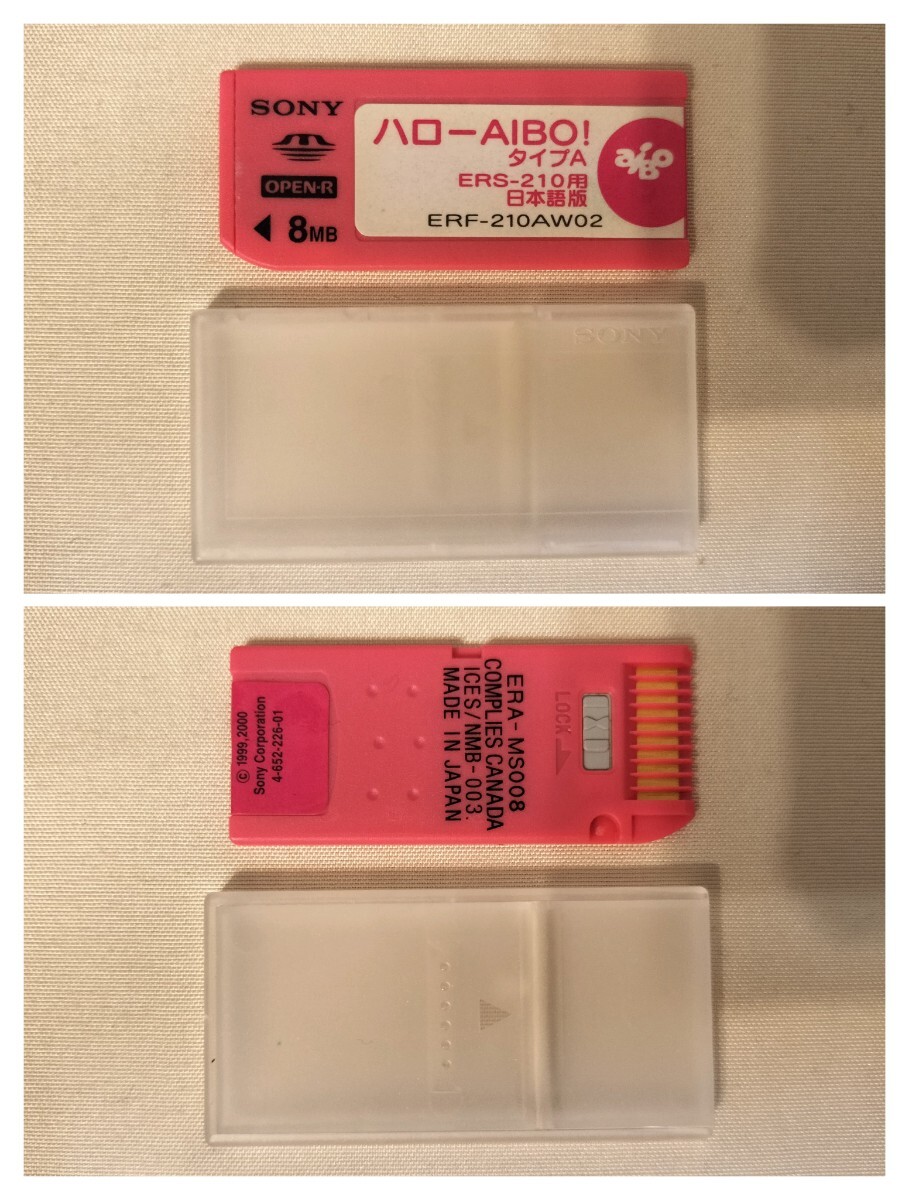 SONY
OPEN-R
8MB
ハローAIBO!
タイプA
ERS-210用
日本語版
ERF-210AW02
aibo
SONY
© 1999,2000
Sony Corporation
4-652-226-01
ERA-MS008
COMPLIES CANADA
ICES/NMB-003.
MADE IN JAPAN
LOCK